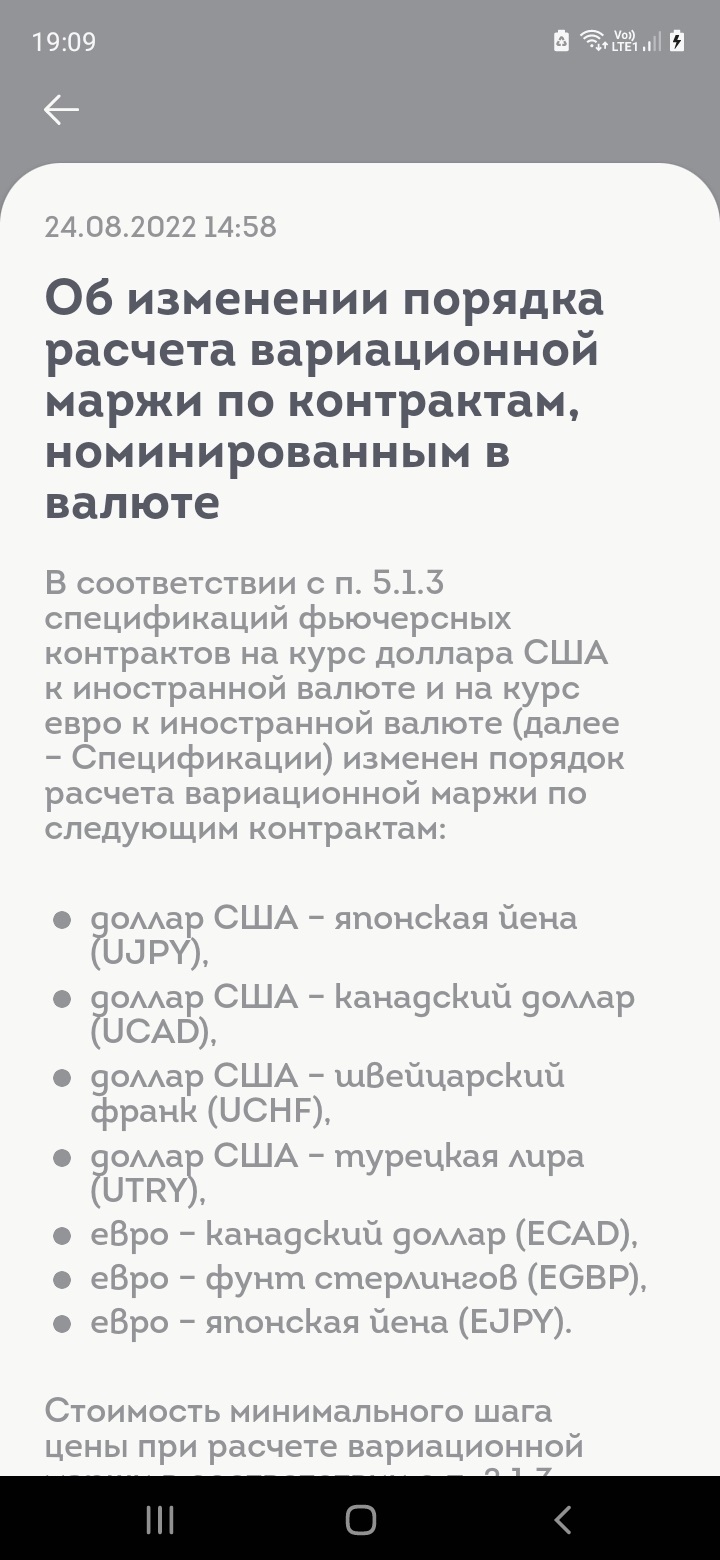 19:09
Vo))
LTE1
24.08.2022 14:58
Об изменении порядка
расчета вариационной
маржи по контрактам,
номинированным в
валюте
В соответствии с п. 5.1.3
спецификаций фьючерсных
контрактов на курс доллара США
к иностранной валюте и на курс
евро к иностранной валюте (далее
– Спецификации) изменен порядок
расчета вариационной маржи по
следующим контрактам:
доллар США – японская йена
(UJPY),
доллар США – канадский доллар
(UCAD),
доллар США – швейцарский
франк (UCHF),
доллар США – турецкая лира
(UTRY),
евро – канадский доллар (ECAD),
евро – фунт стерлингов (EGBP),
евро – японская йена (EJPY).
Стоимость минимального шага
цены при расчете вариационной